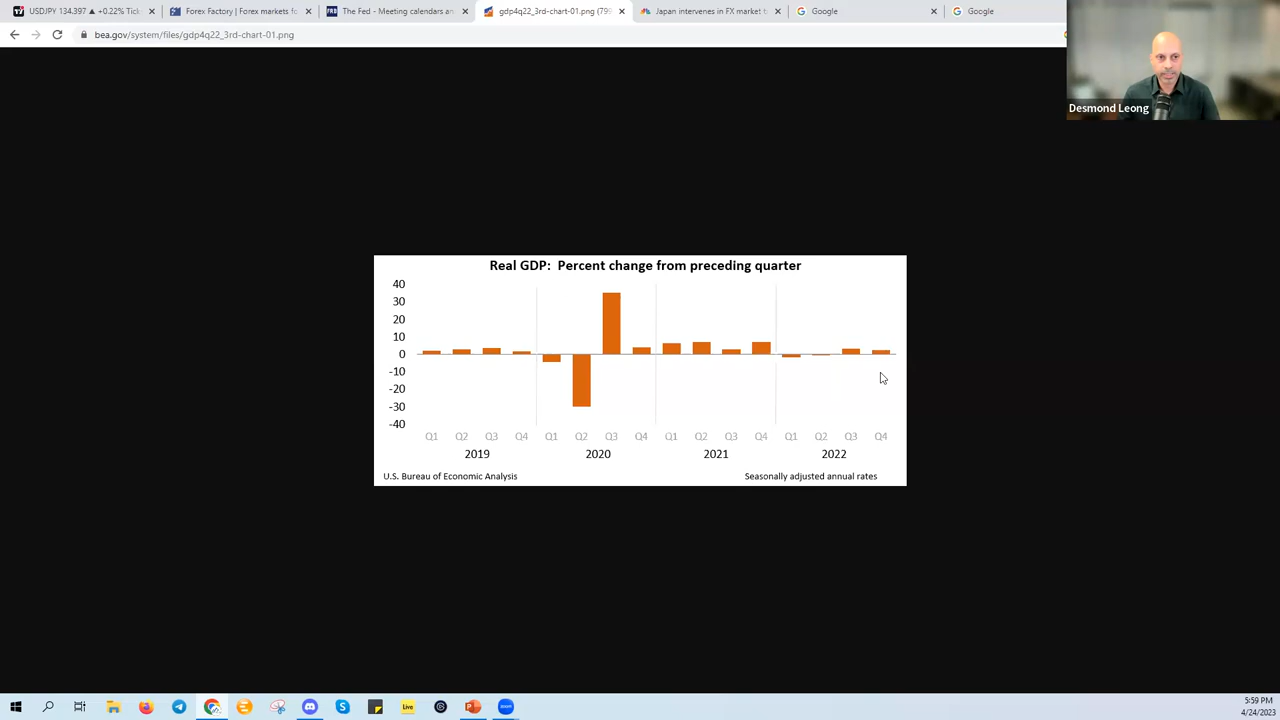 USDJPY 134.397 ▲ +0.22% Tick
Forex Factory | Forex markets fo
The Fed - Meeting calendars an
gdp4q22_3rd-chart-01.png (799
Japan intervenes in FX market t
Google
Google
bea.gov/system/files/gdp4q22_3rd-chart-01.png
Desmond Leong
Real GDP: Percent change from preceding quarter
40
30
20
10
0
-10
-20
-30
-40
Q1 Q2 Q3 Q4 Q1 Q2 Q3 Q4 Q1 Q2 Q3 Q4 Q1 Q2 Q3 Q4
2019 2020 2021 2022
U.S. Bureau of Economic Analysis
Seasonally adjusted annual rates
Live
5:59 PM
4/24/2023